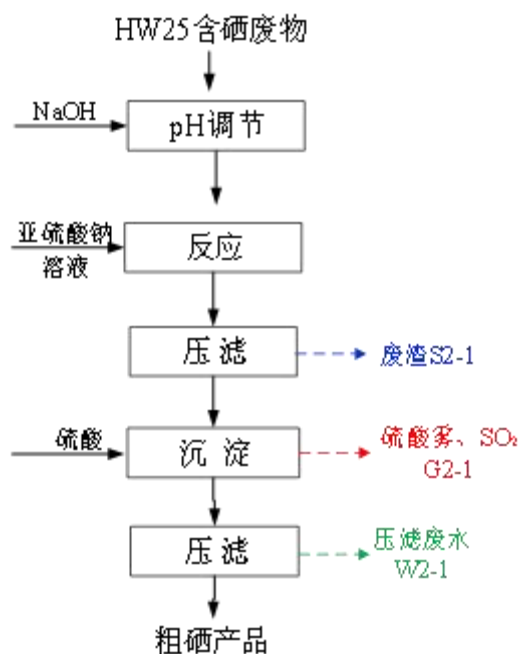 HW25含硒废物
NaOH
pH调节
亚硫酸钠
溶液
反应
压滤
废渣S2-1
硫酸
沉淀
硫酸雾、SO₂
G2-1
压滤
压滤废水
W2-1
粗硒产品